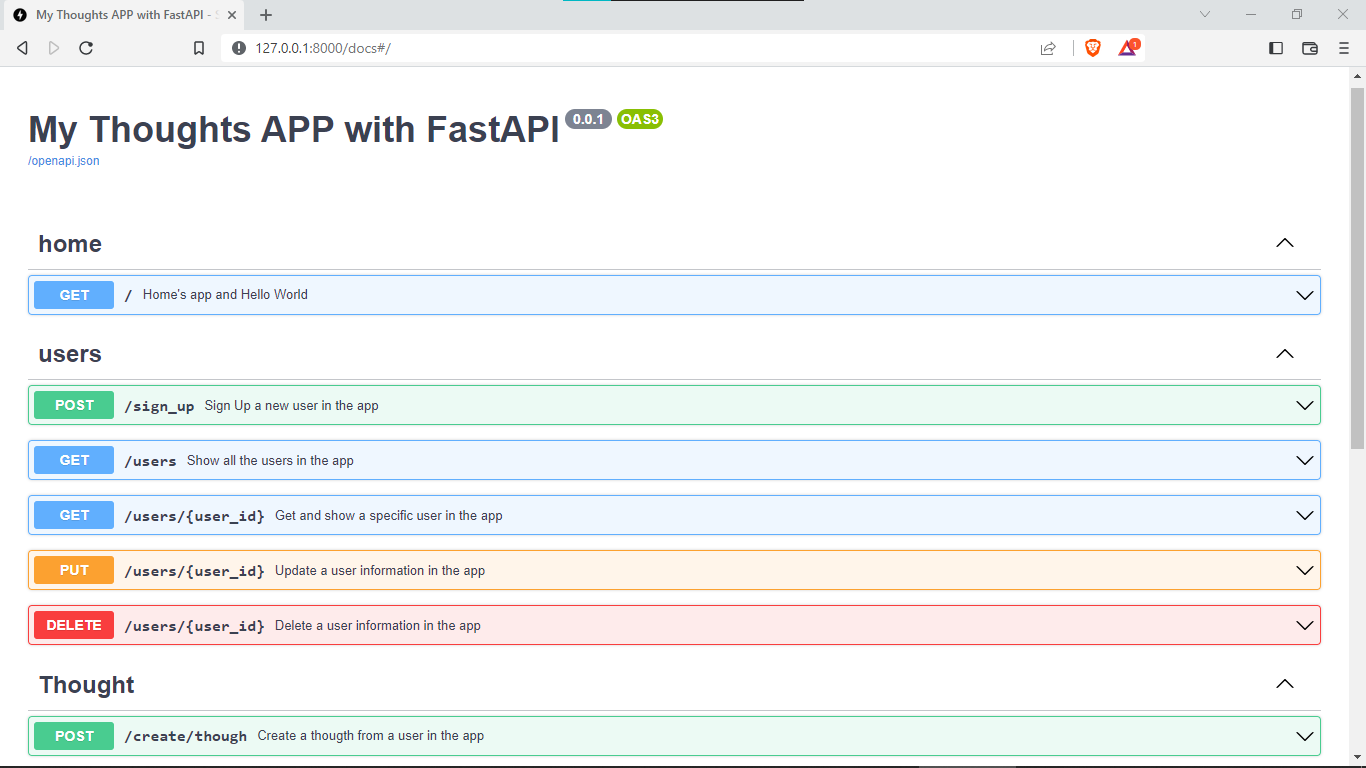 My Thoughts APP with FastAPI - S
127.0.0.1:8000/docs#/
1
My Thoughts APP with FastAPI 0.0.1 OAS3
/openapi.json
home
GET / Home's app and Hello World
users
POST /sign_up Sign Up a new user in the app
GET /users Show all the users in the app
GET /users/{user_id} Get and show a specific user in the app
PUT /users/{user_id} Update a user information in the app
DELETE /users/{user_id} Delete a user information in the app
Thought
POST /create/though Create a thougth from a user in the app